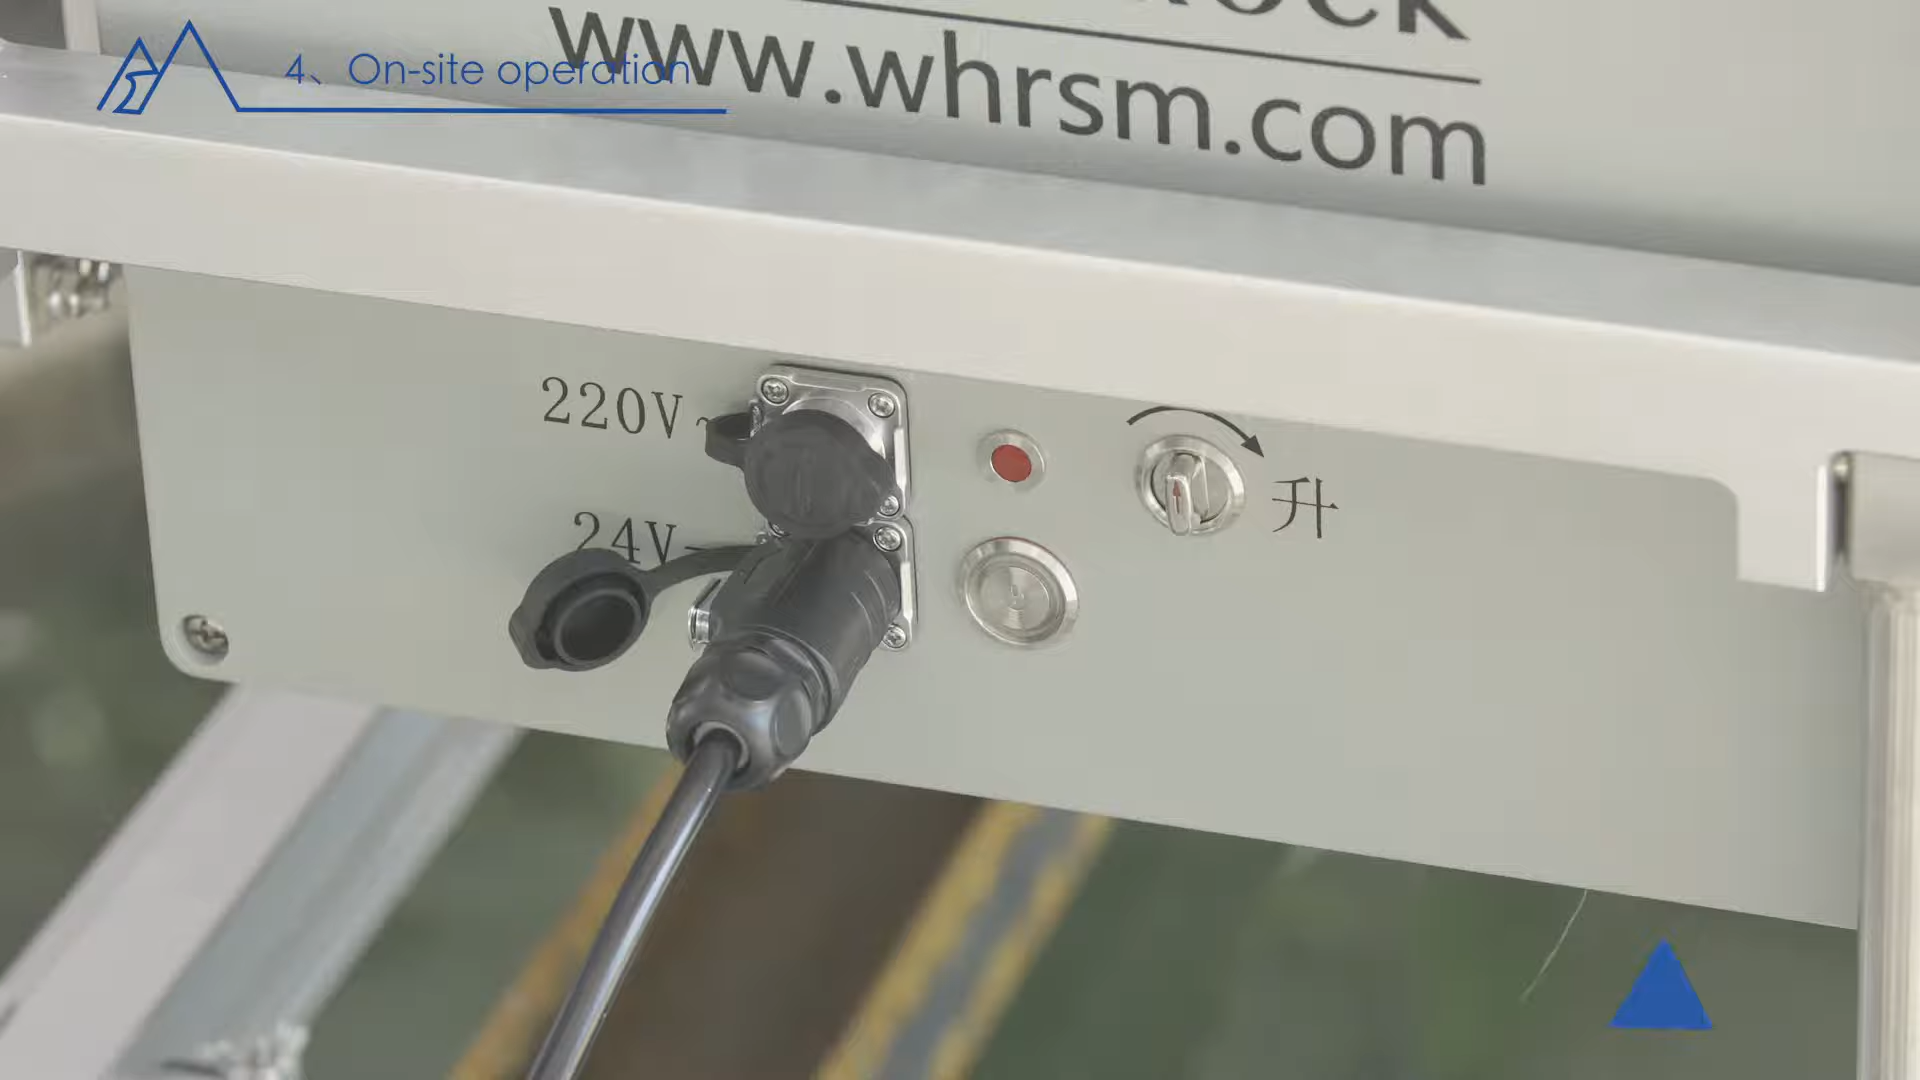 4、On-site operation
www.whrsm.com
220V~
24V
升